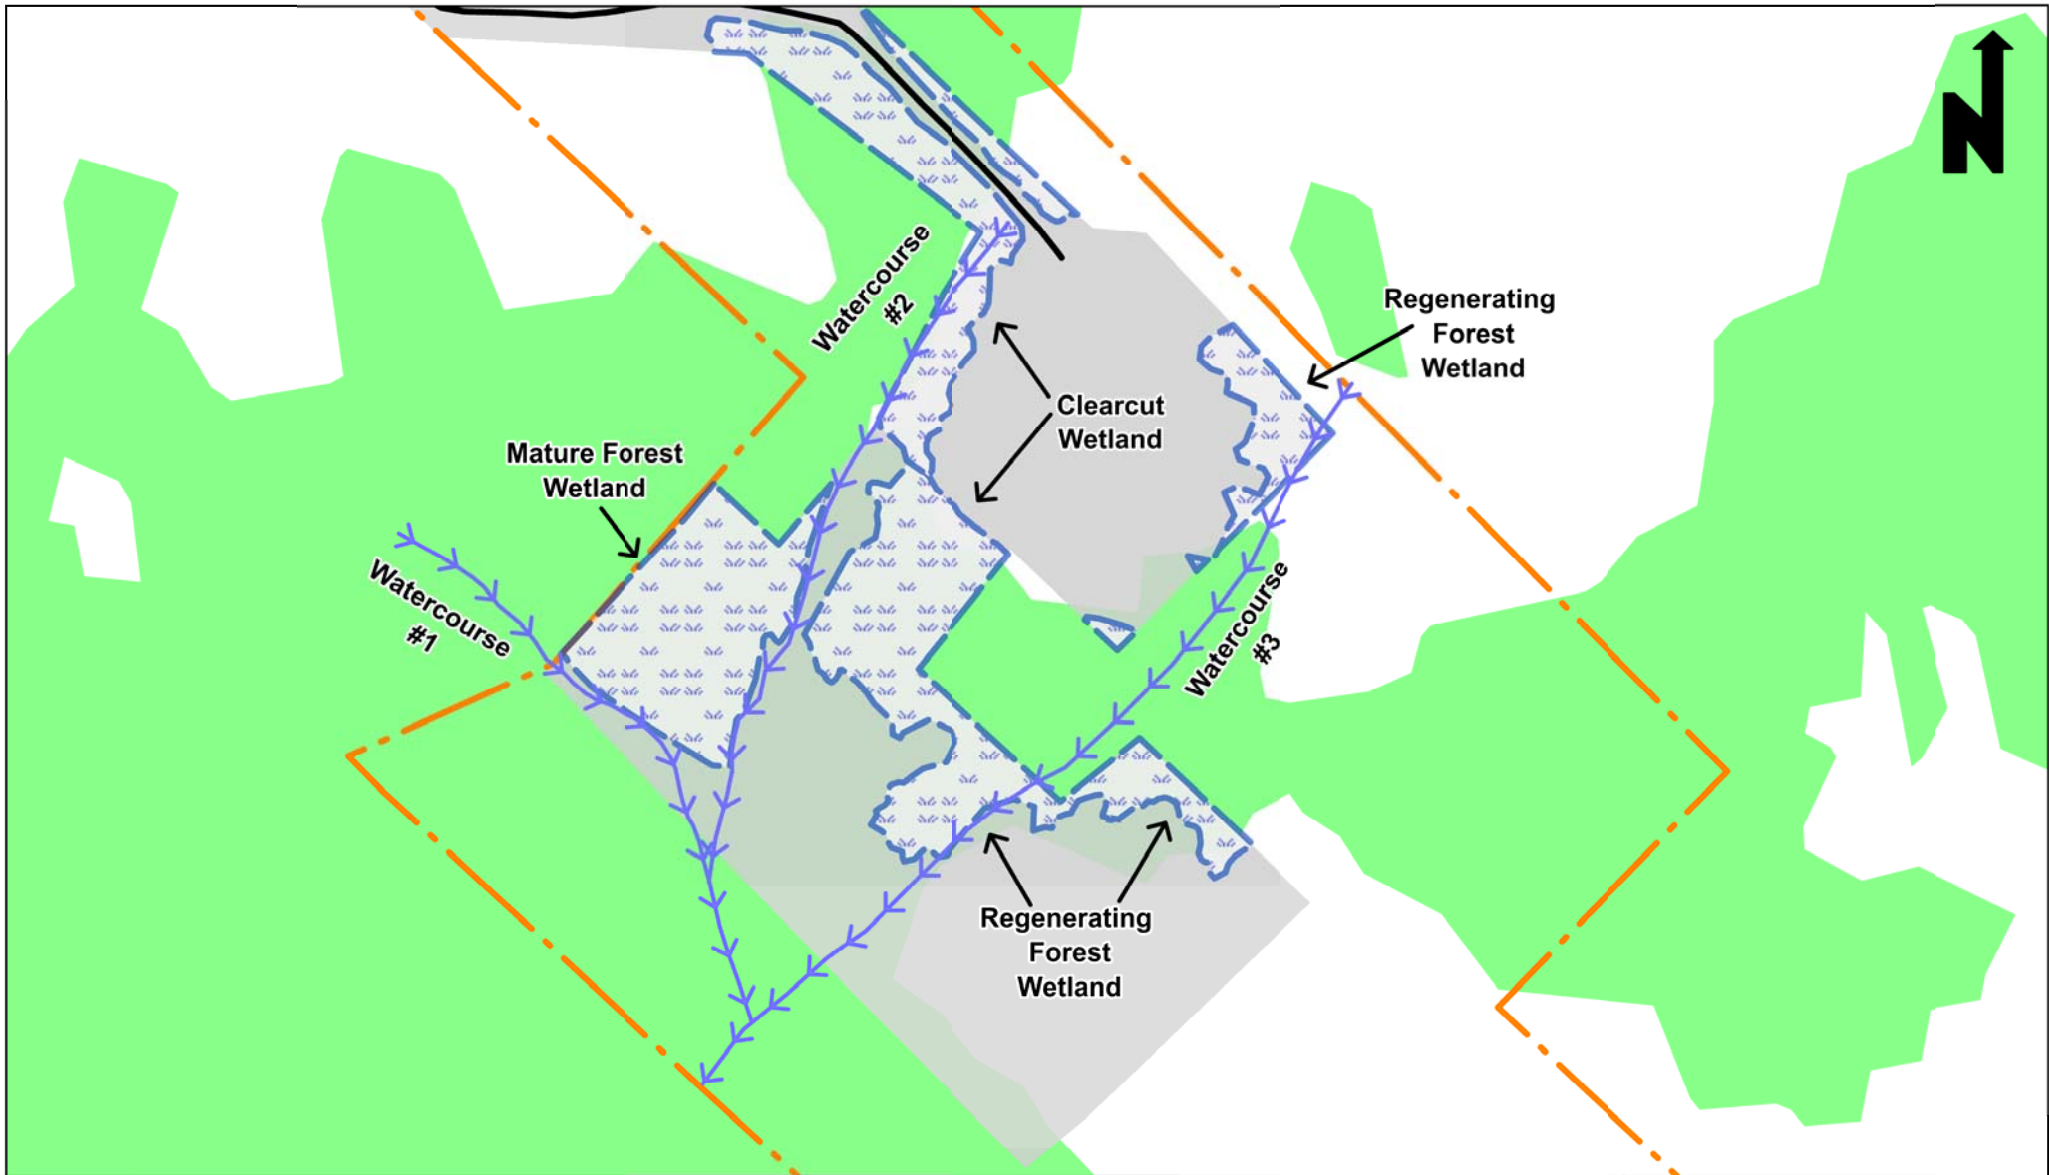 N
Watercourse
#2
Regenerating
Forest
Wetland
Clearcut
Wetland
Mature Forest
Wetland
Watercourse
#1
Watercourse
#3
Regenerating
Forest
Wetland